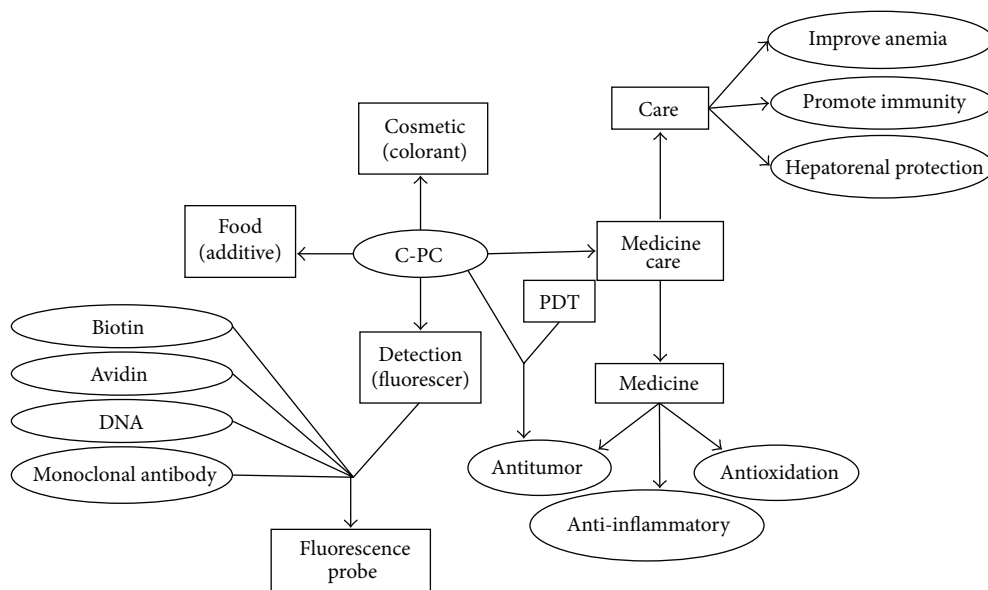 Improve anemia
Care
Promote immunity
Cosmetic
(colorant)
Hepatorenal protection
Food
(additive)
C-PC
Medicine
care
PDT
Biotin
Detection
(fluorescer)
Avidin
Medicine
DNA
Monoclonal antibody
Antitumor
Antioxidation
Anti-inflammatory
Fluorescence
probe